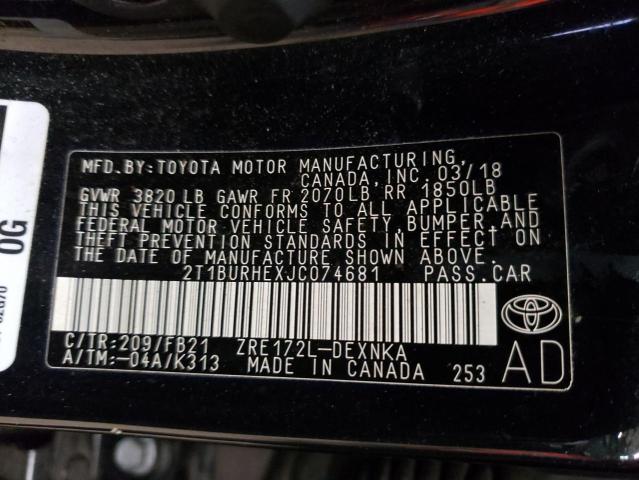 MFD. BY: TOYOTA MOTOR MANUFACTURING,
CANADA, INC. 03/18
GVWR 3820 LB GAWR FR 2070LB RR 1850LB
THIS VEHICLE CONFORMS TO ALL APPLICABLE
FEDERAL MOTOR VEHICLE SAFETY, BUMPER, AND
THEFT PREVENTION STANDARDS IN EFFECT ON
THE DATE OF MANUFACTURE SHOWN ABOVE.
2T1BURHEXJC074681 PASS. CAR
C/TR: 209/FB21 ZRE172L-DEXNKA
A/TM: -04A/K313 MADE IN CANADA 253
AD
OG